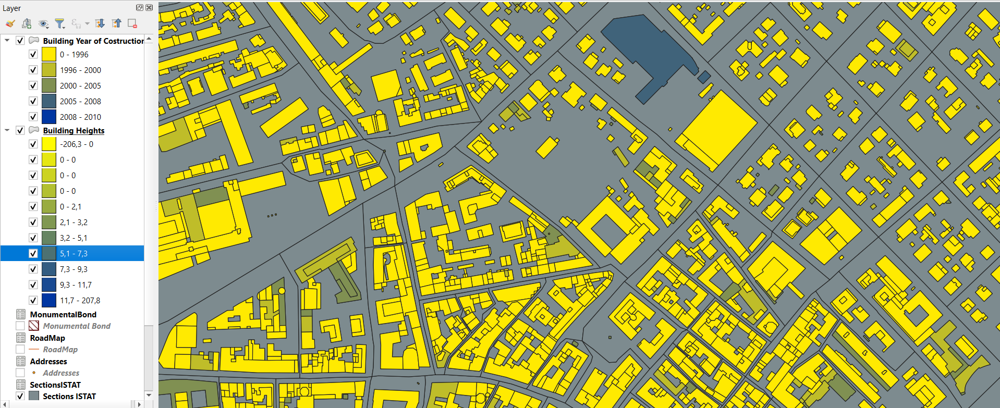 Layer
Building Year of Costruction
0 - 1996
1996 - 2000
2000 - 2005
2005 - 2008
2008 - 2010
Building Heights
-206,3 - 0
0 - 0
0 - 0
0 - 0
0 - 2,1
2,1 - 3,2
3,2 - 5,1
5,1 - 7,3
7,3 - 9,3
9,3 - 11,7
11,7 - 207,8
MonumentalBond
Monumental Bond
RoadMap
RoadMap
Addresses
Addresses
SectionsISTAT
Sections ISTAT